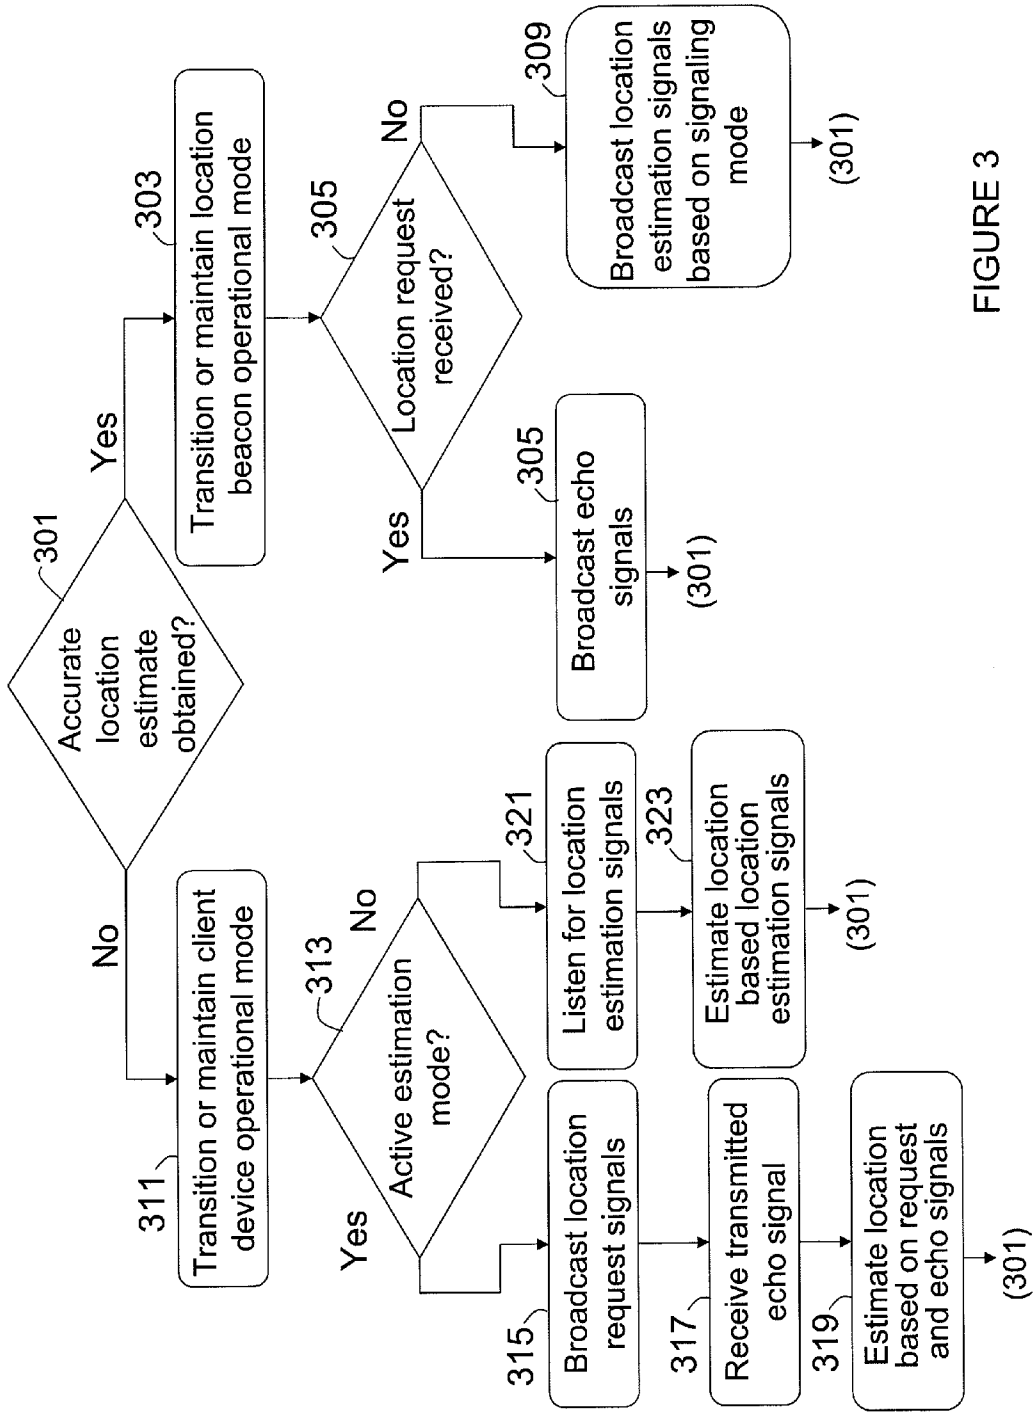 301
Accurate
location
estimate
obtained?
No
Yes
311
Transition or maintain client
device operational mode
303
Transition or maintain location
beacon operational mode
313
Active estimation
mode?
Yes
No
305
Location request
received?
Yes
No
315
Broadcast location
request signals
321
Listen for location
estimation signals
305
Broadcast echo
signals
(301)
309
Broadcast location
estimation signals
based on signaling
mode
(301)
317
Receive transmitted
echo signal
323
Estimate location
based location
estimation signals
(301)
319
Estimate location
based on request
and echo signals
(301)
FIGURE 3